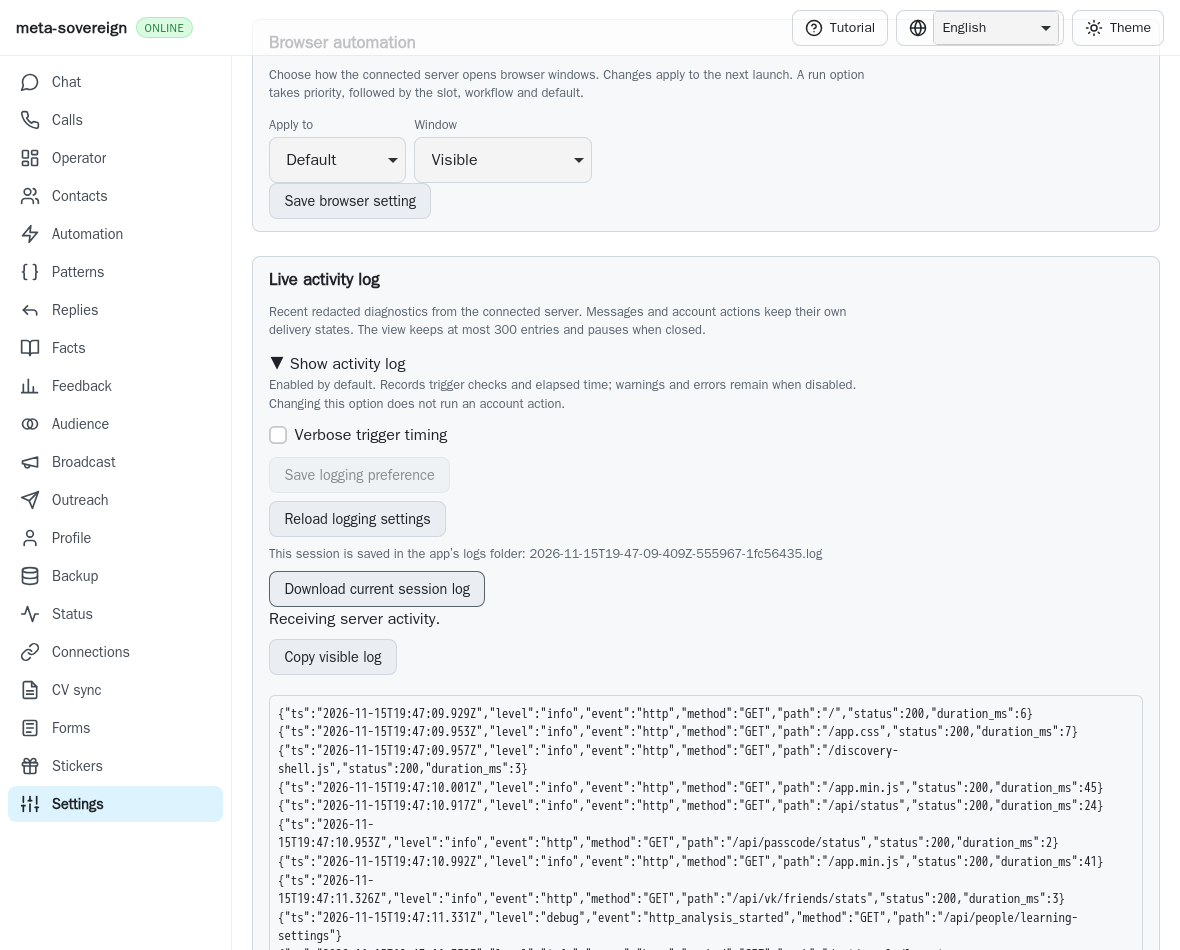 meta-sovereign ONLINE
Tutorial
English
Theme
Chat
Calls
Operator
Contacts
Automation
Patterns
Replies
Facts
Feedback
Audience
Broadcast
Outreach
Profile
Backup
Status
Connections
CV sync
Forms
Stickers
Settings
Browser automation
Choose how the connected server opens browser windows. Changes apply to the next launch. A run option
takes priority, followed by the slot, workflow and default.
Apply to
Window
Default
Visible
Save browser setting
Live activity log
Recent redacted diagnostics from the connected server. Messages and account actions keep their own
delivery states. The view keeps at most 300 entries and pauses when closed.
▼ Show activity log
Enabled by default. Records trigger checks and elapsed time; warnings and errors remain when disabled.
Changing this option does not run an account action.
Verbose trigger timing
Save logging preference
Reload logging settings
This session is saved in the app's logs folder: 2026-11-15T19-47-09-409Z-555967-1fc56435.log
Download current session log
Receiving server activity.
Copy visible log
{"ts":"2026-11-15T19:47:09.929Z","level":"info","event":"http","method":"GET","path":"/","status":200,"duration_ms":6}
{"ts":"2026-11-15T19:47:09.953Z","level":"info","event":"http","method":"GET","path":"/app.css","status":200,"duration_ms":7}
{"ts":"2026-11-15T19:47:09.957Z","level":"info","event":"http","method":"GET","path":"/discovery-
shell.js","status":200,"duration_ms":3}
{"ts":"2026-11-15T19:47:10.001Z","level":"info","event":"http","method":"GET","path":"/app.min.js","status":200,"duration_ms":45}
{"ts":"2026-11-15T19:47:10.917Z","level":"info","event":"http","method":"GET","path":"/api/status","status":200,"duration_ms":24}
{"ts":"2026-11-
15T19:47:10.953Z","level":"info","event":"http","method":"GET","path":"/api/passcode/status","status":200,"duration_ms":2}
{"ts":"2026-11-15T19:47:10.992Z","level":"info","event":"http","method":"GET","path":"/app.min.js","status":200,"duration_ms":41}
{"ts":"2026-11-
15T19:47:11.326Z","level":"info","event":"http","method":"GET","path":"/api/vk/friends/stats","status":200,"duration_ms":3}
{"ts":"2026-11-15T19:47:11.331Z","level":"debug","event":"http_analysis_started","method":"GET","path":"/api/people/learning-
settings"}